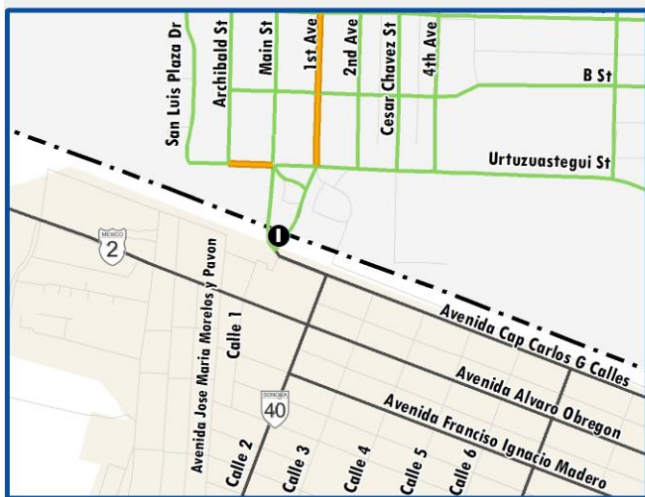 San Luis Plaza Dr
Archibald St
Main St
1st Ave
2nd Ave
Cesar Chavez St
4th Ave
B St
Urtuzuastegui St
I
MEXICO
2
Avenida Jose Maria Morelos y Pavon
Calle 1
Avenida Cap Carlos G Calles
SONORA
40
Avenida Alvaro Obregon
Avenida Franciso Ignacio Madero
Calle 2
Calle 3
Calle 4
Calle 5
Calle 6